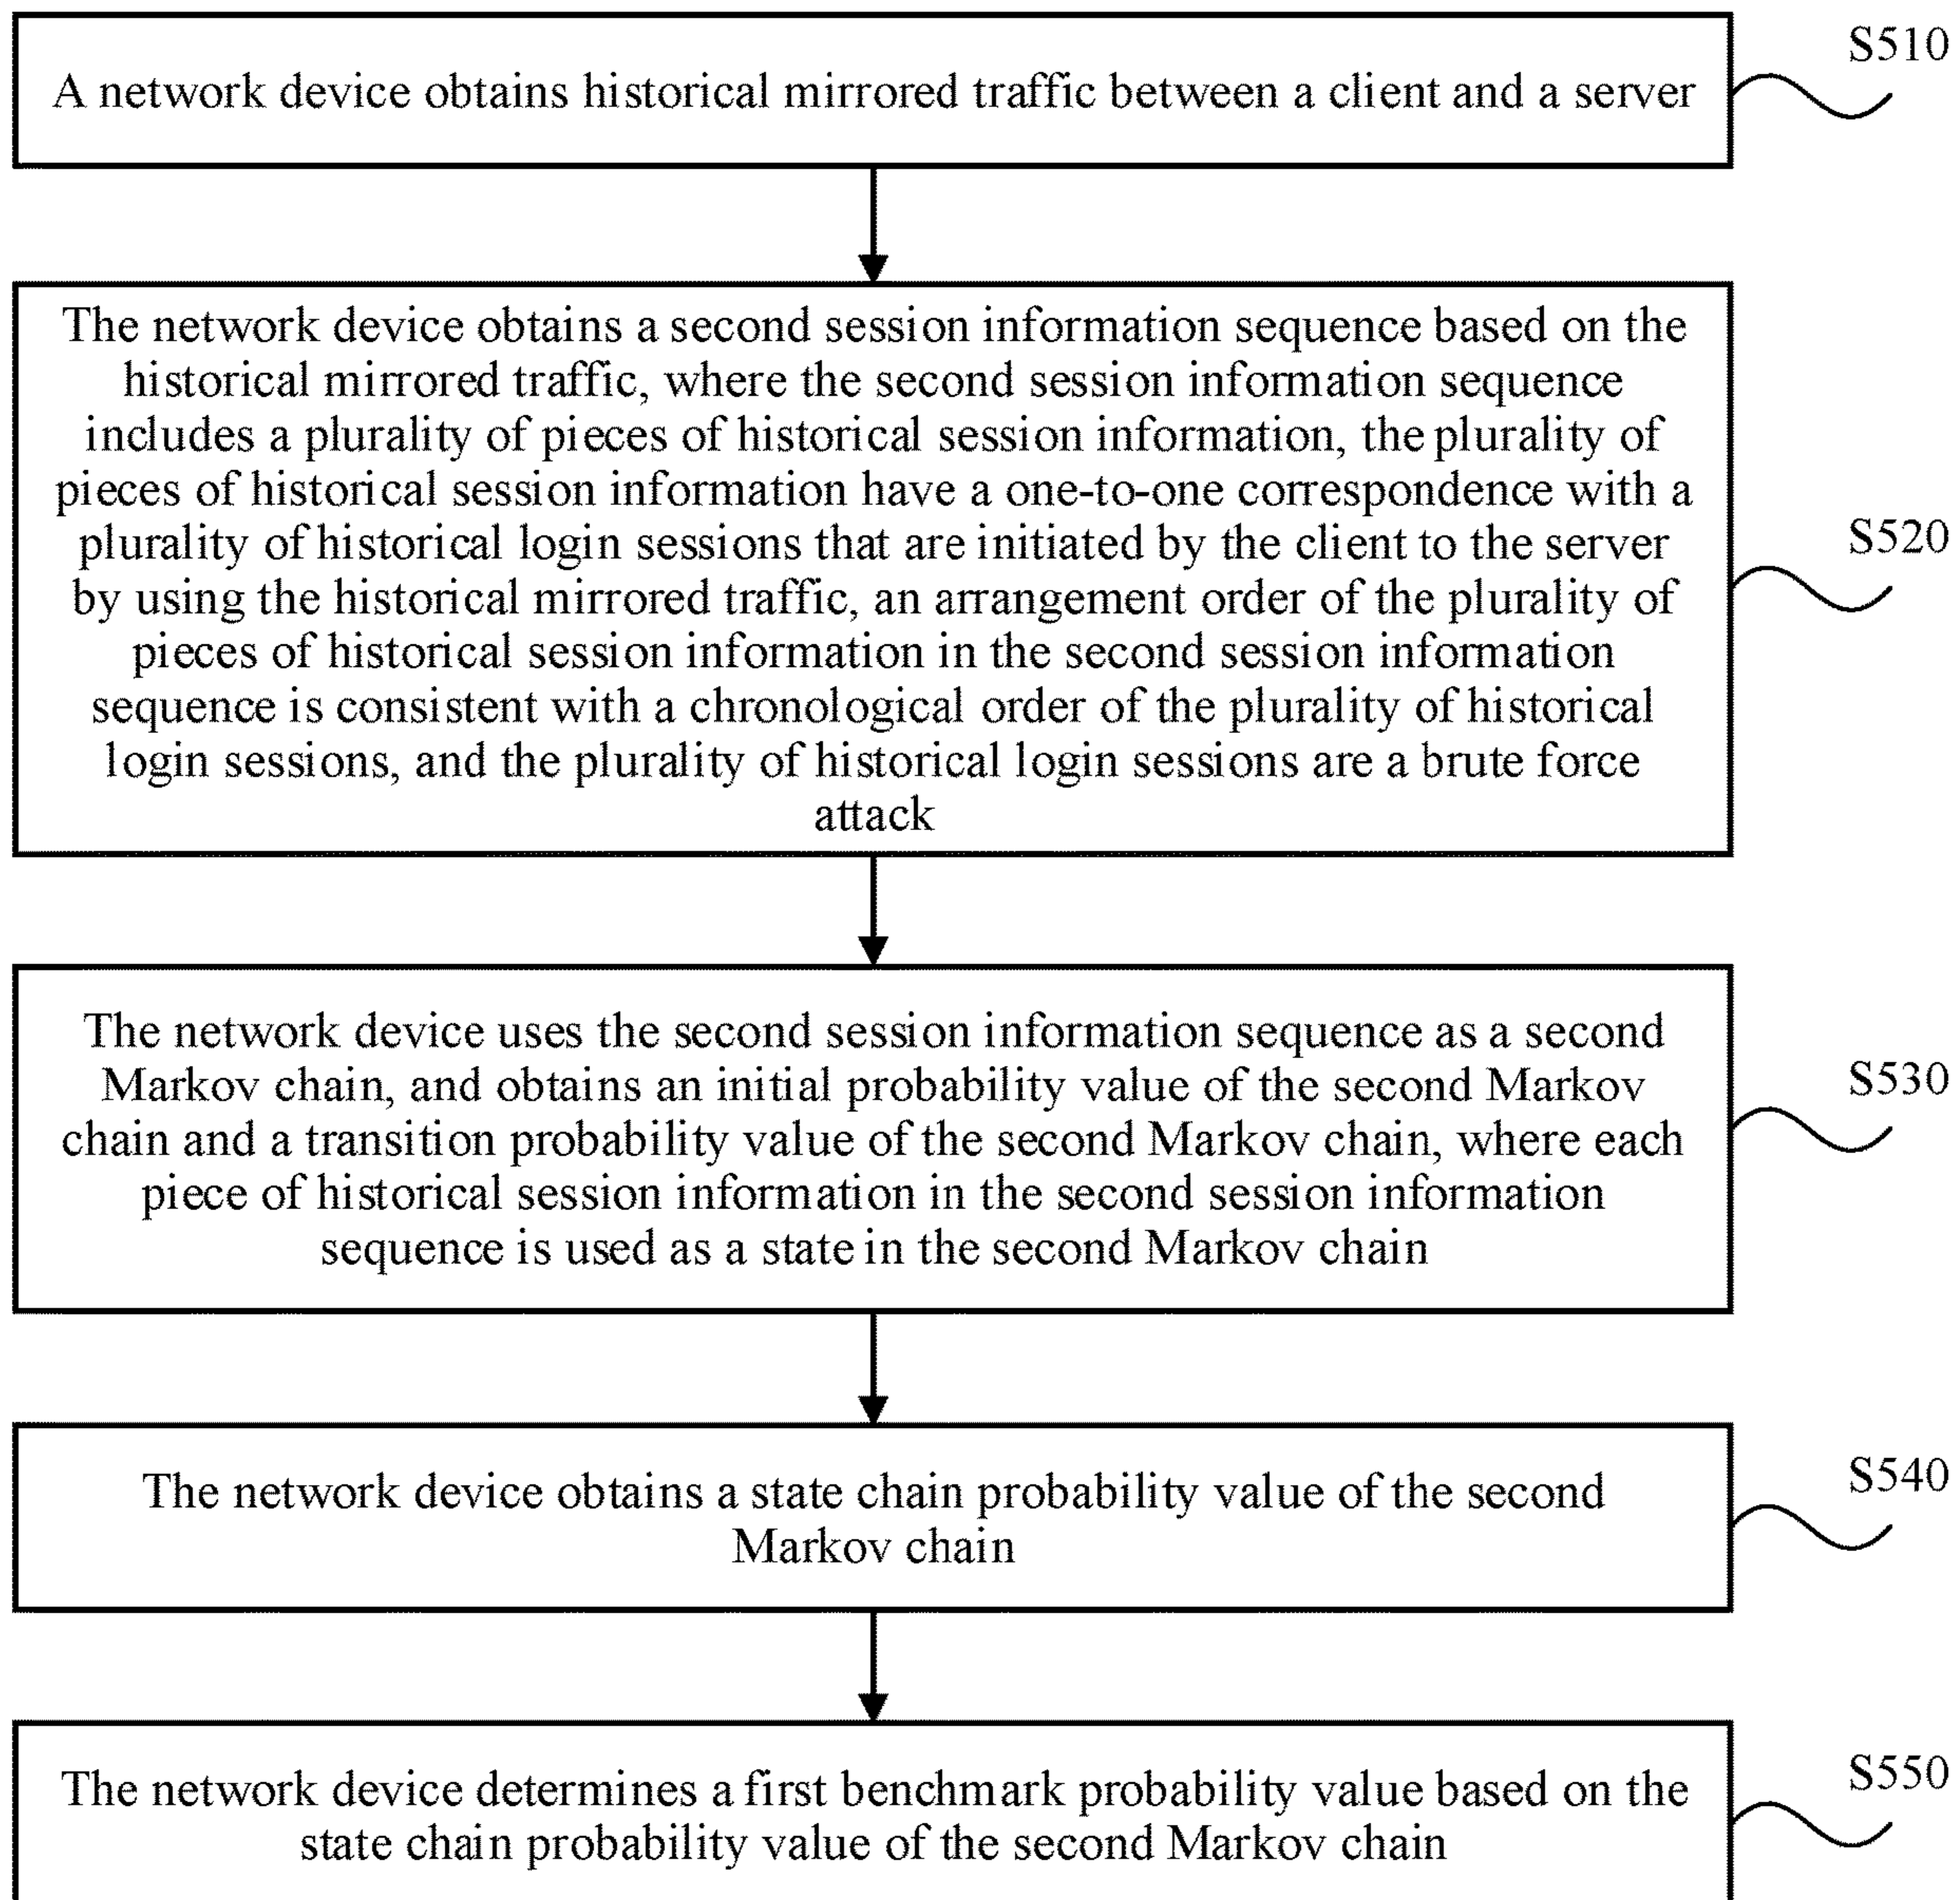 A network device obtains historical mirrored traffic between a client and a server
S510
The network device obtains a second session information sequence based on the
historical mirrored traffic, where the second session information sequence
includes a plurality of pieces of historical session information, the plurality of
pieces of historical session information have a one-to-one correspondence with a
plurality of historical login sessions that are initiated by the client to the server
by using the historical mirrored traffic, an arrangement order of the plurality of
pieces of historical session information in the second session information
sequence is consistent with a chronological order of the plurality of historical
login sessions, and the plurality of historical login sessions are a brute force
attack
S520
The network device uses the second session information sequence as a second
Markov chain, and obtains an initial probability value of the second Markov
chain and a transition probability value of the second Markov chain, where each
piece of historical session information in the second session information
sequence is used as a state in the second Markov chain
S530
The network device obtains a state chain probability value of the second
Markov chain
S540
The network device determines a first benchmark probability value based on the
state chain probability value of the second Markov chain
S550